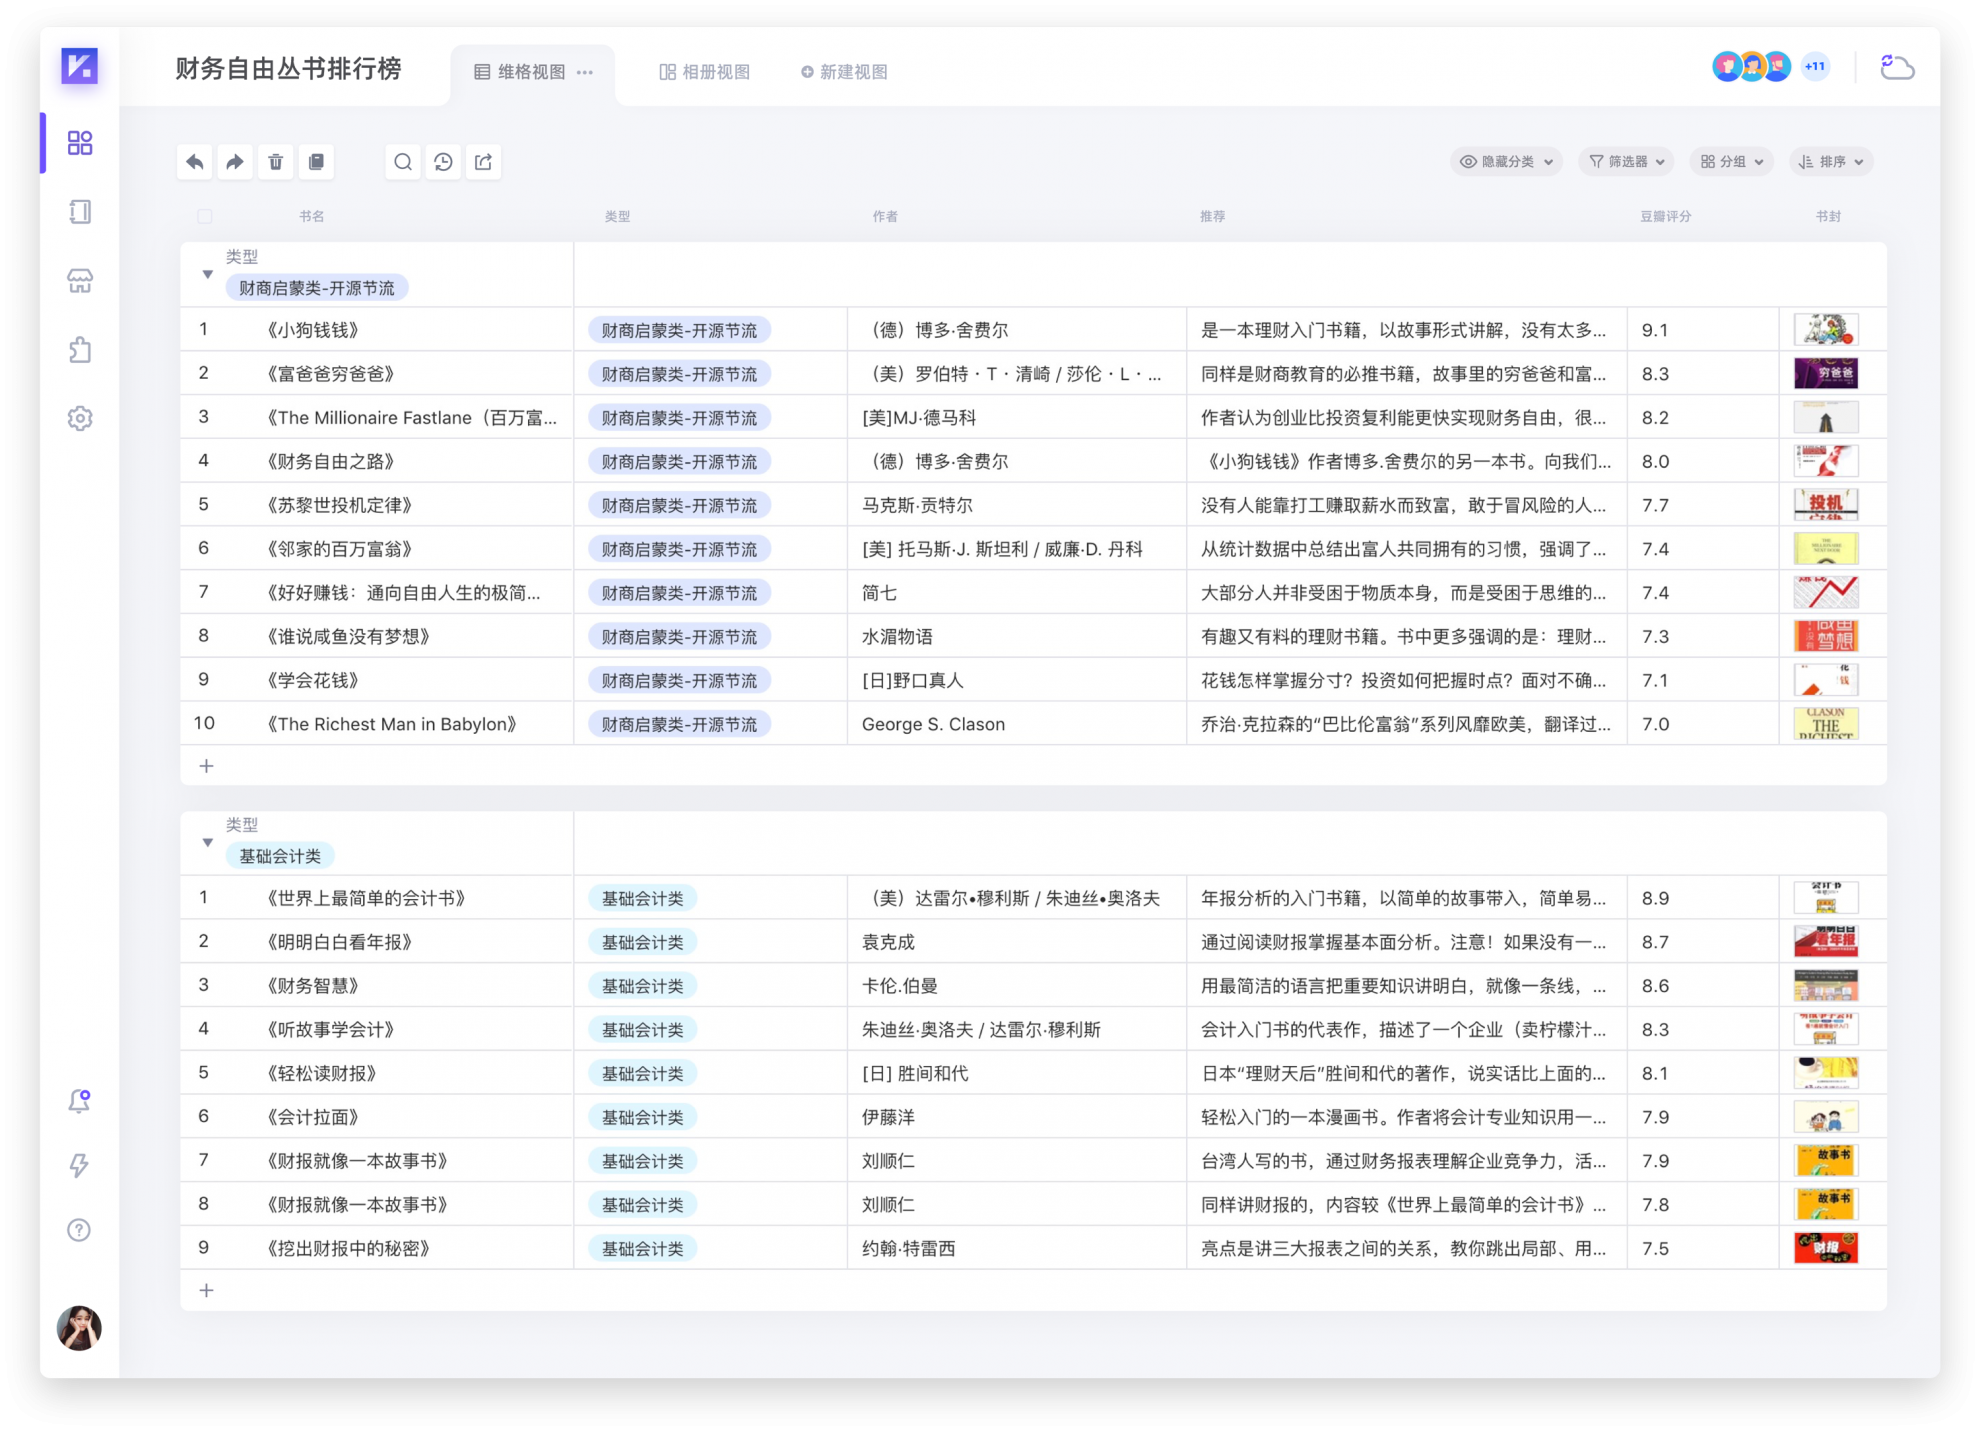 财务自由丛书排行榜
维格视图 ···
相册视图
新建视图
+11
隐藏分类
筛选器
分组
排序
书名 类型 作者 推荐 豆瓣评分 书封
类型
财商启蒙类-开源节流
1 《小狗钱钱》 财商启蒙类-开源节流 （德）博多·舍费尔 是一本理财入门书籍，以故事形式讲解，没有太多... 9.1
2 《富爸爸穷爸爸》 财商启蒙类-开源节流 （美）罗伯特·T·清崎 / 莎伦·L·... 同样是财商教育的必推书籍，故事里的穷爸爸和富... 8.3 穷爸爸
3 《The Millionaire Fastlane（百万富... 财商启蒙类-开源节流 [美]MJ·德马科 作者认为创业比投资复利能更快实现财务自由，很... 8.2
4 《财务自由之路》 财商启蒙类-开源节流 （德）博多·舍费尔 《小狗钱钱》作者博多.舍费尔的另一本书。向我们... 8.0
5 《苏黎世投机定律》 财商启蒙类-开源节流 马克斯·贡特尔 没有人能靠打工赚取薪水而致富，敢于冒风险的人... 7.7 投机
6 《邻家的百万富翁》 财商启蒙类-开源节流 [美] 托马斯·J. 斯坦利 / 威廉·D. 丹科 从统计数据中总结出富人共同拥有的习惯，强调了... 7.4
7 《好好赚钱：通向自由人生的极简... 财商启蒙类-开源节流 简七 大部分人并非受困于物质本身，而是受困于思维的... 7.4
8 《谁说咸鱼没有梦想》 财商启蒙类-开源节流 水湄物语 有趣又有料的理财书籍。书中更多强调的是：理财... 7.3 梦想
9 《学会花钱》 财商启蒙类-开源节流 [日]野口真人 花钱怎样掌握分寸？投资如何把握时点？面对不确... 7.1 花钱
10 《The Richest Man in Babylon》 财商启蒙类-开源节流 George S. Clason 乔治·克拉森的“巴比伦富翁”系列风靡欧美，翻译过... 7.0 CLASON THE RICHEST
+
类型
基础会计类
1 《世界上最简单的会计书》 基础会计类 （美）达雷尔•穆利斯 / 朱迪丝•奥洛夫 年报分析的入门书籍，以简单的故事带入，简单易... 8.9 会计书
2 《明明白白看年报》 基础会计类 袁克成 通过阅读财报掌握基本面分析。注意！如果没有一... 8.7 看年报
3 《财务智慧》 基础会计类 卡伦.伯曼 用最简洁的语言把重要知识讲明白，就像一条线，... 8.6
4 《听故事学会计》 基础会计类 朱迪丝·奥洛夫 / 达雷尔·穆利斯 会计入门书的代表作，描述了一个企业（卖柠檬汁... 8.3
5 《轻松读财报》 基础会计类 [日] 胜间和代 日本“理财天后”胜间和代的著作，说实话比上面的... 8.1
6 《会计拉面》 基础会计类 伊藤洋 轻松入门的一本漫画书。作者将会计专业知识用一... 7.9
7 《财报就像一本故事书》 基础会计类 刘顺仁 台湾人写的书，通过财务报表理解企业竞争力，活... 7.9 故事书
8 《财报就像一本故事书》 基础会计类 刘顺仁 同样讲财报的，内容较《世界上最简单的会计书》... 7.8 故事书
9 《挖出财报中的秘密》 基础会计类 约翰·特雷西 亮点是讲三大报表之间的关系，教你跳出局部、用... 7.5 财报
+